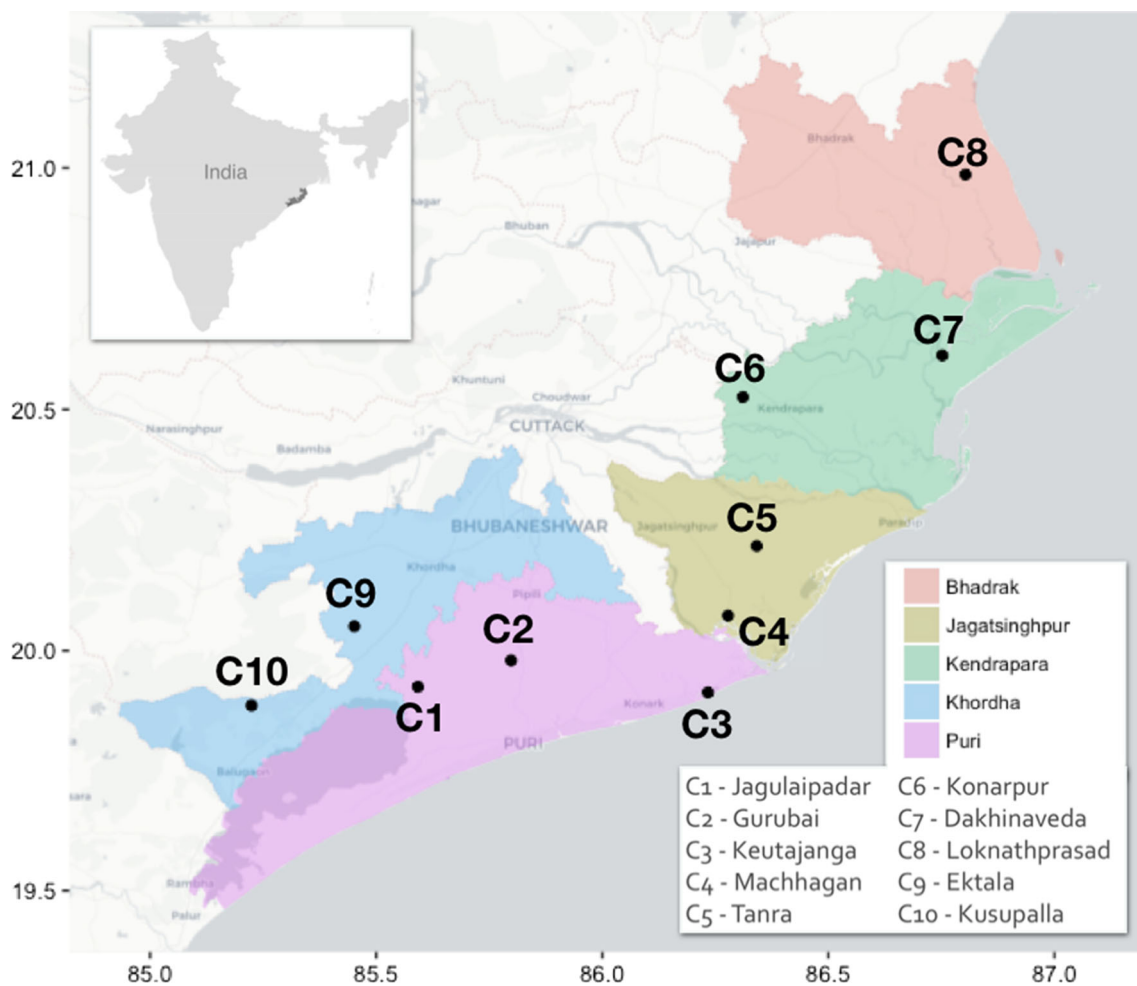 India
Bhadrak
C8
21.0
nagar
Bhuban
Jajapur
C7
C6
Khuntuni
Choudwar
Kendrapara
20.5
CUTTACK
Narasinghpur
Badamba
C5
BHUBANESHWAR
Jagatsinghpur
Paradip
Khordha
Pipili
C9
C2
C4
20.0
C10
C1
Konark
C3
PURI
Balugaon
sara
Rambha
19.5
Palur
Bhadrak
Jagatsinghpur
Kendrapara
Khordha
Puri
C1 - Jagulaipadar
C2 - Gurubai
C3 - Keutajanga
C4 - Machhagan
C5 - Tanra
C6 - Konarpur
C7 - Dakhinaveda
C8 - Loknathprasad
C9 - Ektala
C10 - Kusupalla
85.0 85.5 86.0 86.5 87.0